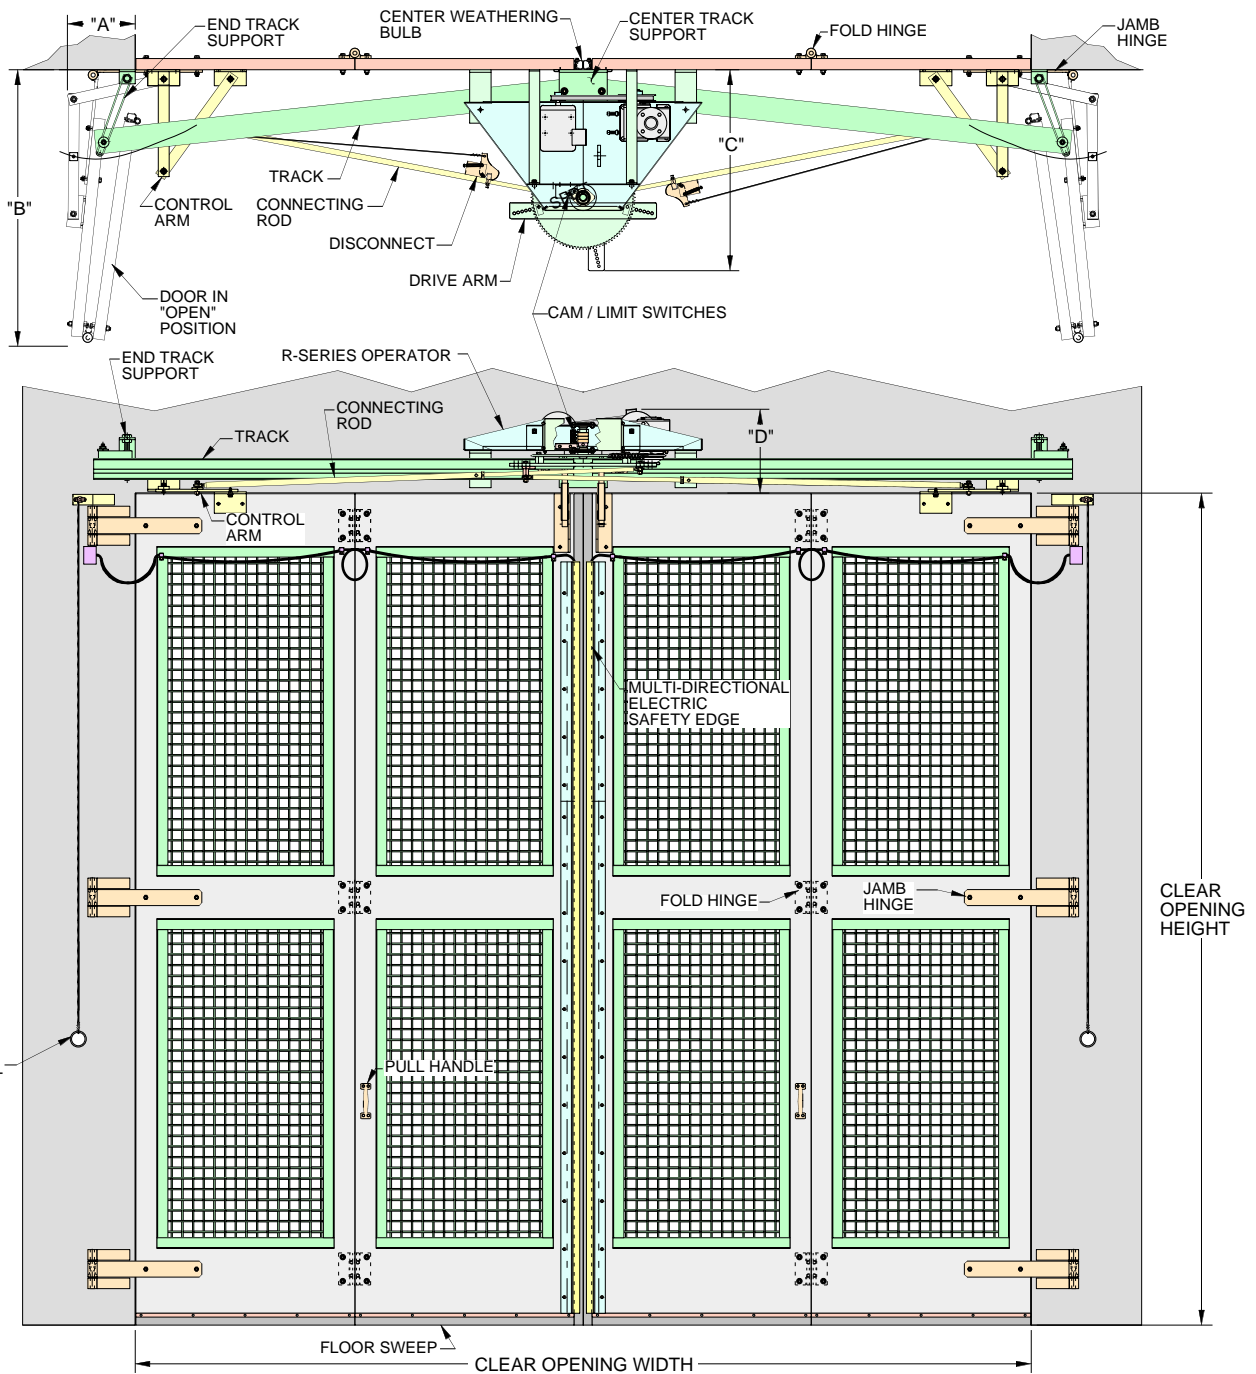 "A"
END TRACK
SUPPORT
CENTER WEATHERING
BULB
CENTER TRACK
SUPPORT
FOLD HINGE
JAMB
HINGE
"B"
"C"
TRACK
CONTROL
ARM
CONNECTING
ROD
DISCONNECT
DRIVE ARM
DOOR IN
"OPEN"
POSITION
CAM / LIMIT SWITCHES
END TRACK
SUPPORT
R-SERIES OPERATOR
CONNECTING
ROD
TRACK
"D"
CONTROL
ARM
MULTI-DIRECTIONAL
ELECTRIC
SAFETY EDGE
FOLD HINGE
JAMB
HINGE
CLEAR
OPENING
HEIGHT
PULL HANDLE
FLOOR SWEEP
CLEAR OPENING WIDTH